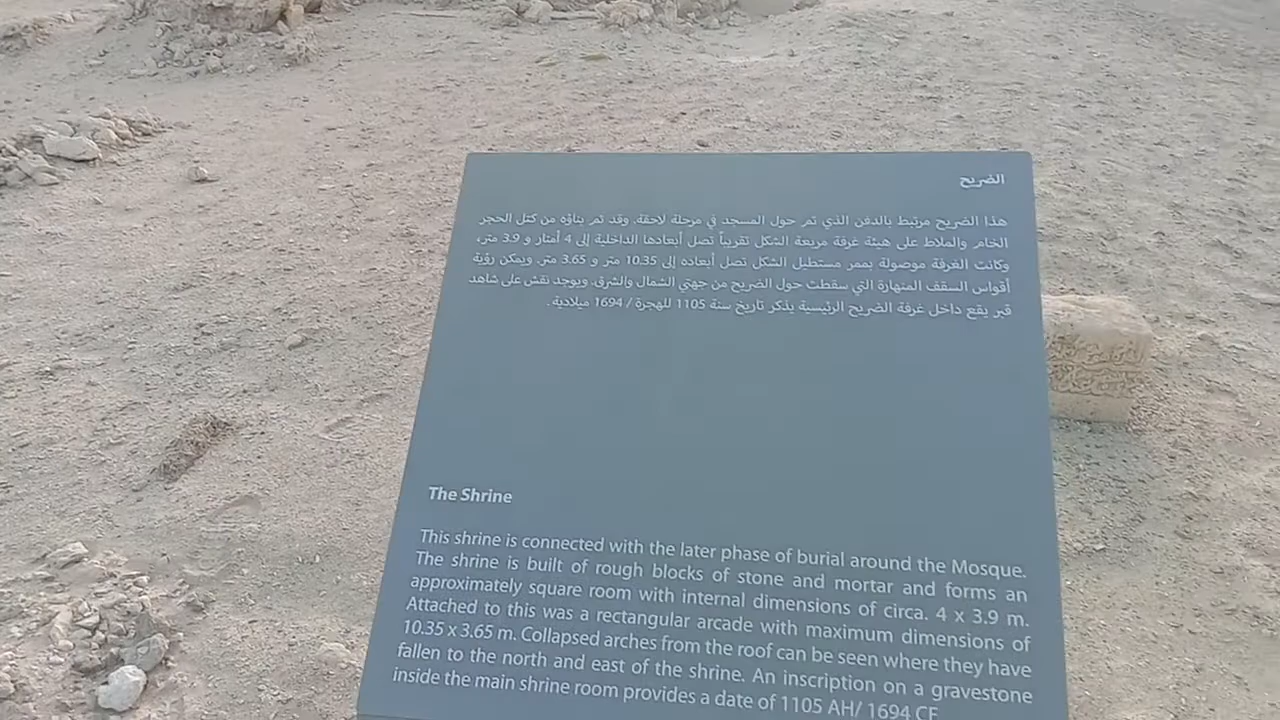 الضريح
هذا الضريح مرتبط بالدفن الذي تم حول المسجد في مرحلة لاحقة. وقد تم بناؤه من كتل الحجر
الخام والملاط على هيئة غرفة مربعة الشكل تقريباً تصل أبعادها الداخلية إلى 4 أمتار و 3.9 متر،
وكانت الغرفة موصولة بممر مستطيل الشكل تصل أبعاده إلى 10.35 متر و 3.65 متر. ويمكن رؤية
أقواس السقف المنهارة التي سقطت حول الضريح من جهتي الشمال والشرق. ويوجد نقش على شاهد
قبر يقع داخل غرفة الضريح الرئيسية يذكر تاريخ سنة 1105 للهجرة / 1694 ميلادية .
The Shrine
This shrine is connected with the later phase of burial around the Mosque.
The shrine is built of rough blocks of stone and mortar and forms an
approximately square room with internal dimensions of circa. 4 x 3.9 m.
Attached to this was a rectangular arcade with maximum dimensions of
10.35 x 3.65 m. Collapsed arches from the roof can be seen where they have
fallen to the north and east of the shrine. An inscription on a gravestone
inside the main shrine room provides a date of 1105 AH/ 1694 CE